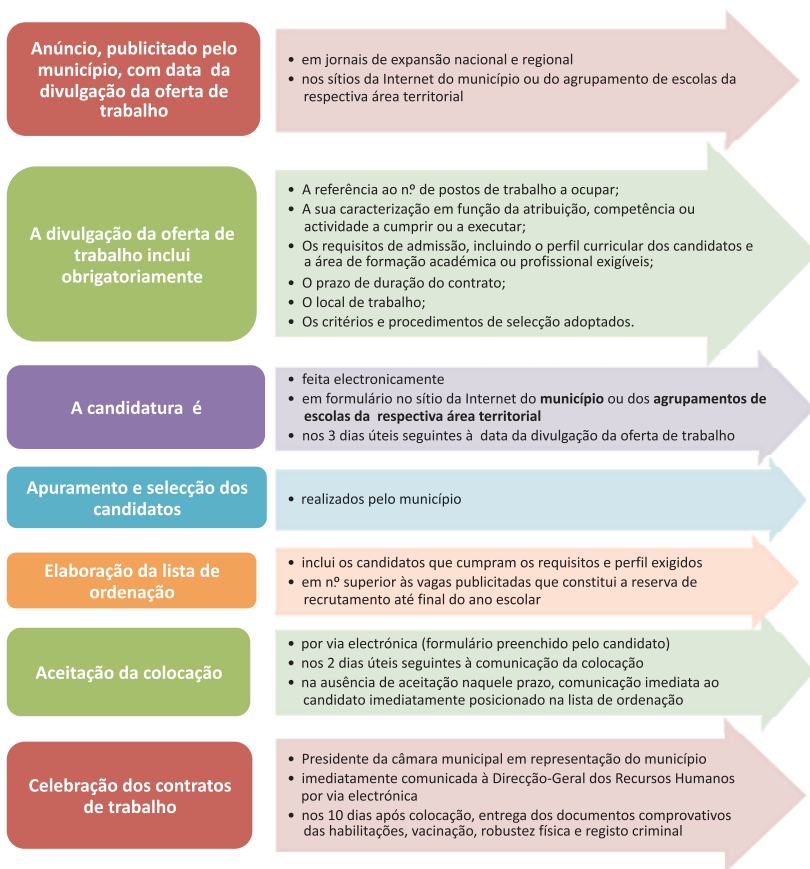 Anúncio, publicitado pelo
município, com data da
divulgação da oferta de
trabalho
• em jornais de expansão nacional e regional
• nos sítios da Internet do município ou do agrupamento de escolas da
respectiva área territorial
A divulgação da oferta de
trabalho inclui
obrigatoriamente
• A referência ao nº de postos de trabalho a ocupar;
• A sua caracterização em função da atribuição, competência ou
actividade a cumprir ou a executar;
• Os requisitos de admissão, incluindo o perfil curricular dos candidatos e
a área de formação académica ou profissional exigíveis;
• O prazo de duração do contrato;
• O local de trabalho;
• Os critérios e procedimentos de selecção adoptados.
A candidatura é
• feita electronicamente
• em formulário no sítio da Internet do município ou dos agrupamentos de
escolas da respectiva área territorial
• nos 3 dias úteis seguintes à data da divulgação da oferta de trabalho
Apuramento e selecção dos
candidatos
• realizados pelo município
Elaboração da lista de
ordenação
• inclui os candidatos que cumpram os requisitos e perfil exigidos
• em nº superior às vagas publicitadas que constitui a reserva de
recrutamento até final do ano escolar
Aceitação da colocação
• por via electrónica (formulário preenchido pelo candidato)
• nos 2 dias úteis seguintes à comunicação da colocação
• na ausência de aceitação naquele prazo, comunicação imediata ao
candidato imediatamente posicionado na lista de ordenação
Celebração dos contratos
de trabalho
• Presidente da câmara municipal em representação do município
• imediatamente comunicada à Direcção-Geral dos Recursos Humanos
por via electrónica
• nos 10 dias após colocação, entrega dos documentos comprovativos
das habilitações, vacinação, robustez física e registo criminal